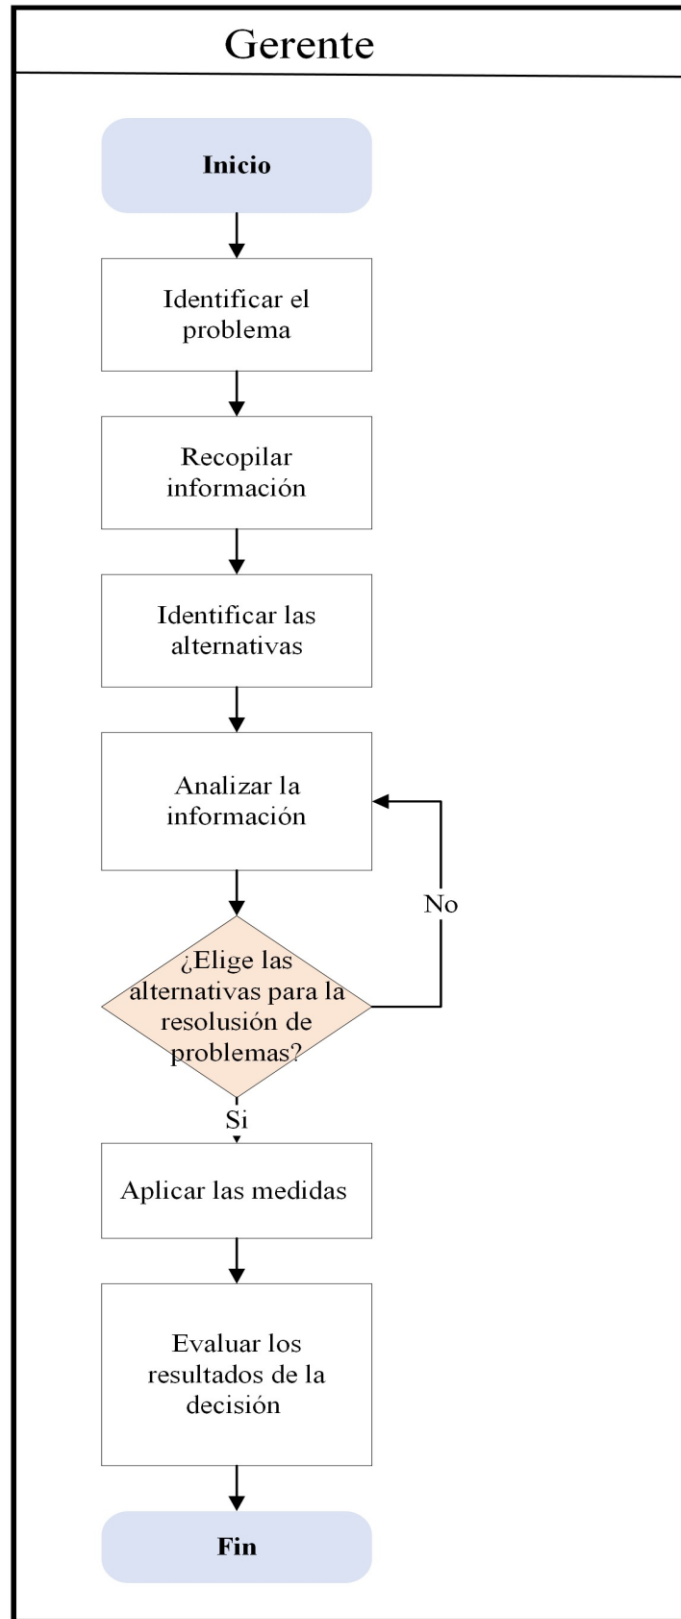 Gerente
Inicio
Identificar el
problema
Recopilar
información
Identificar las
alternativas
Analizar la
información
No
¿Elige las
alternativas para la
resolusión de
problemas?
Si
Aplicar las medidas
Evaluar los
resultados de la
decisión
Fin